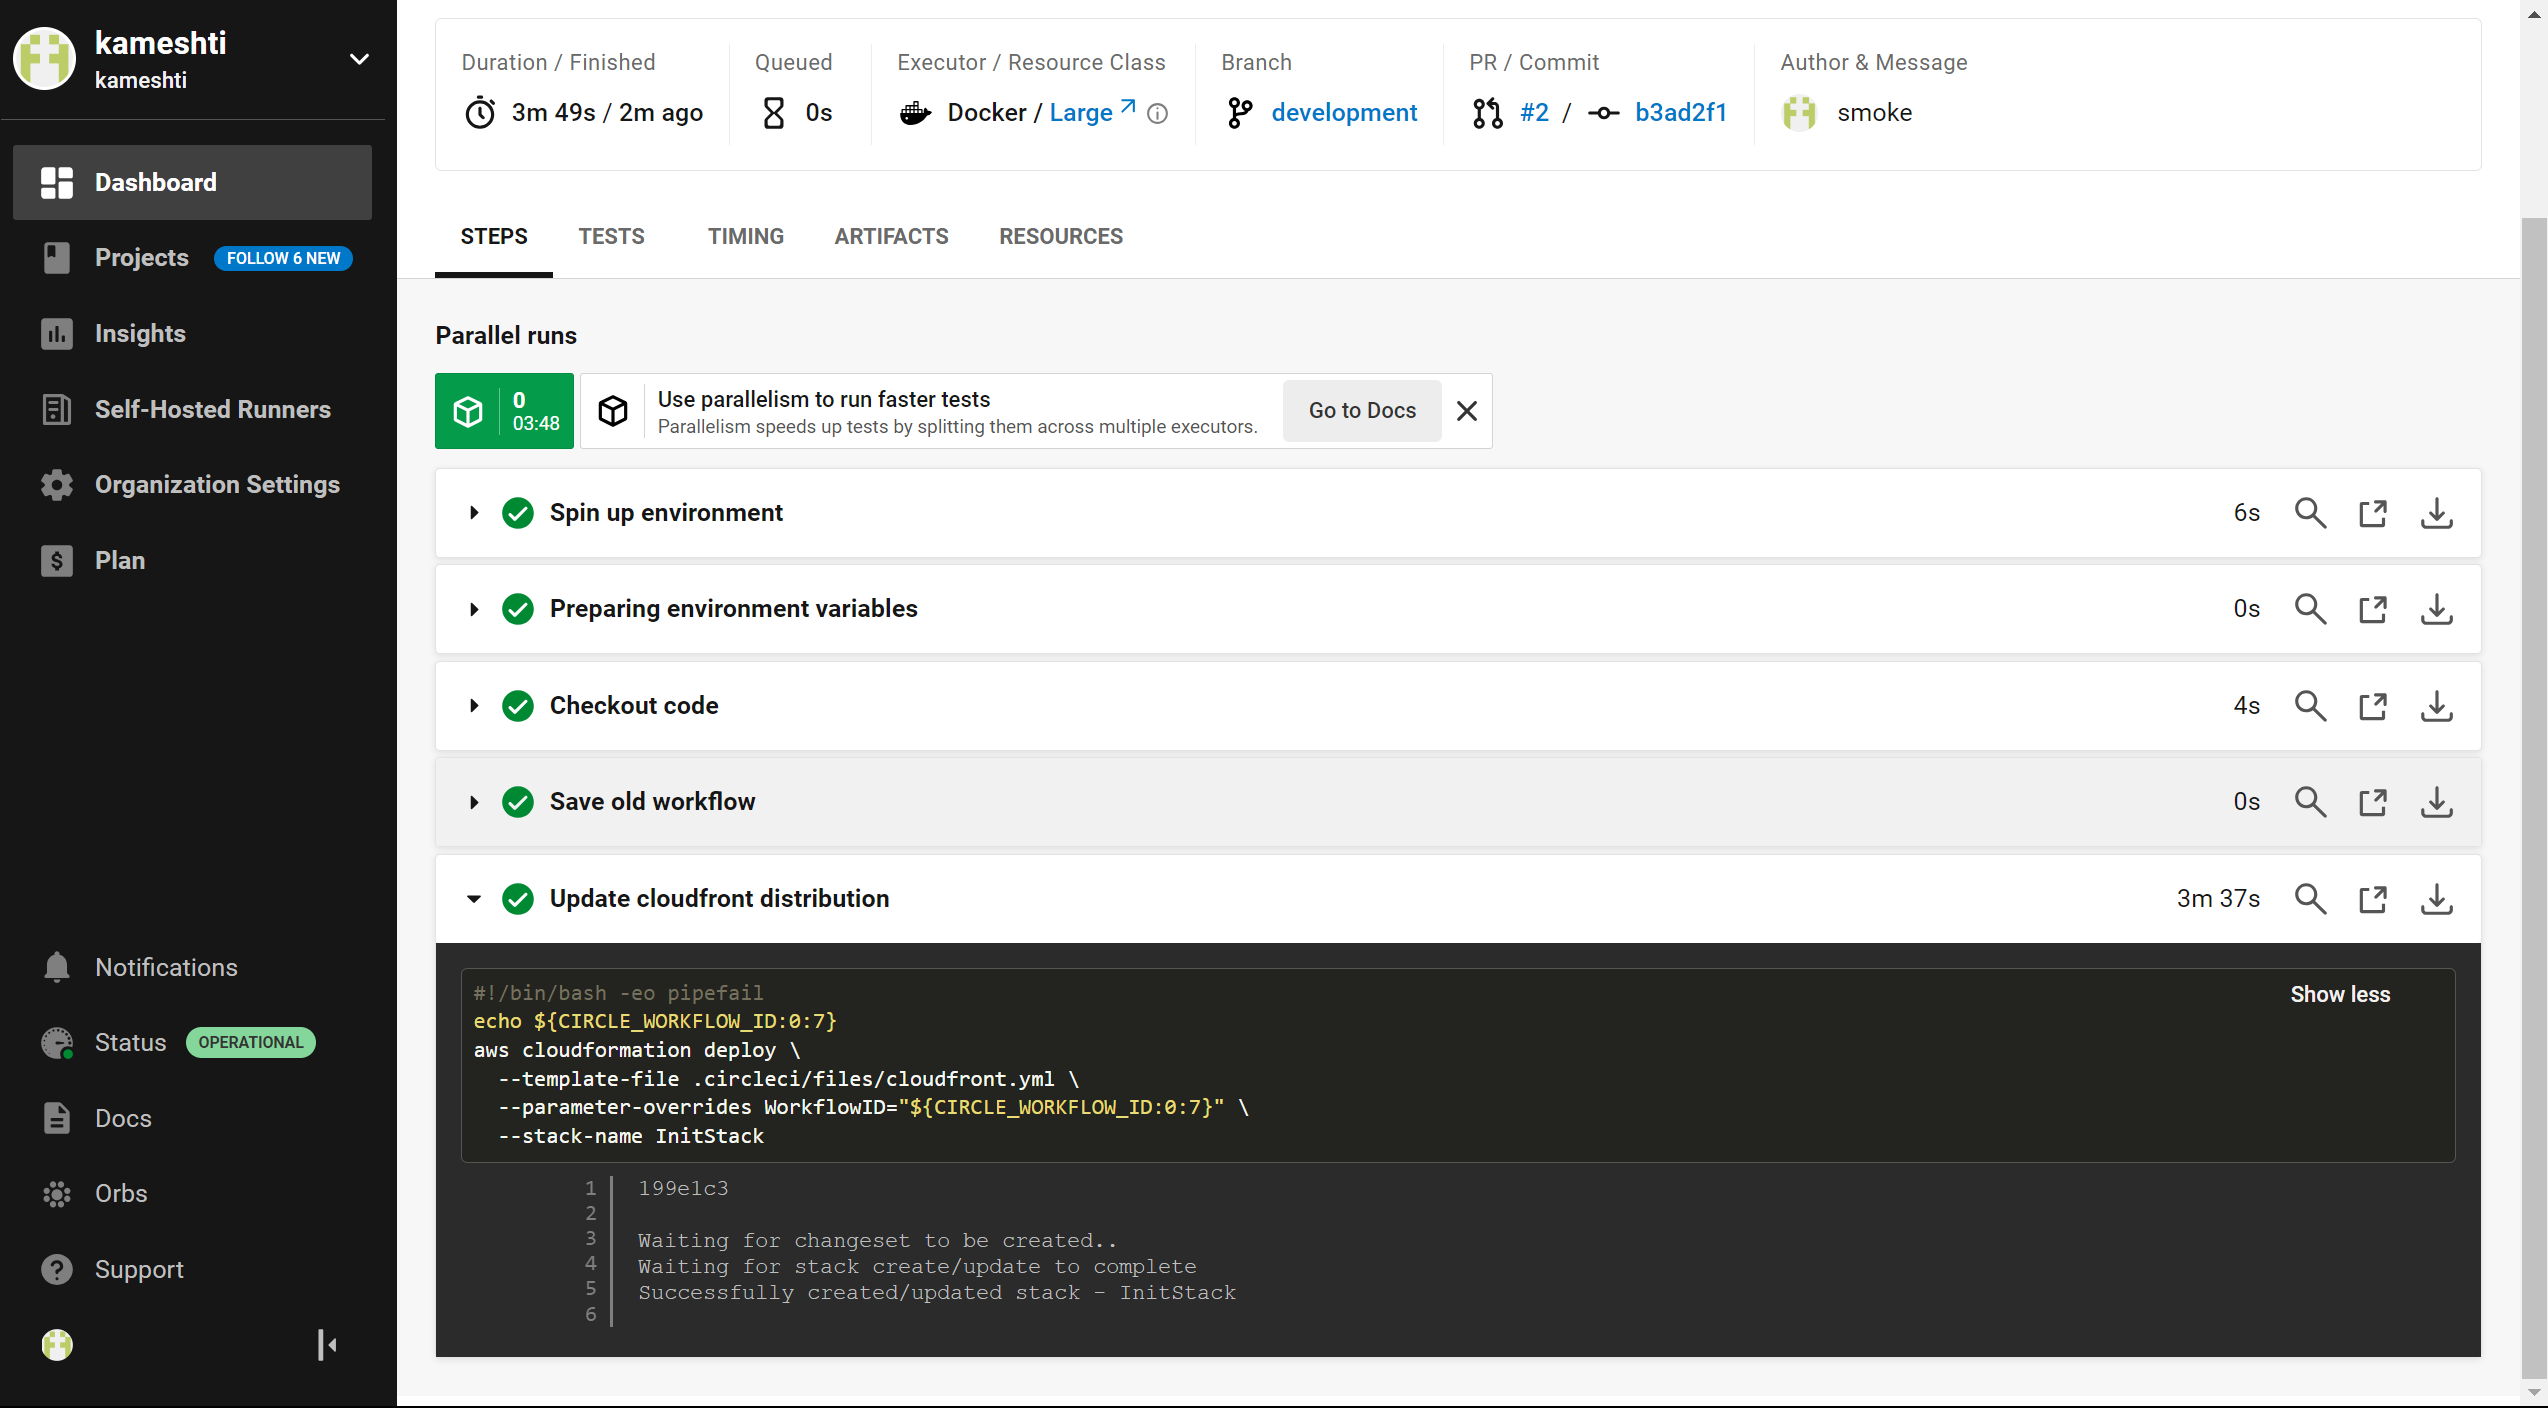 kameshti
kameshti
Dashboard
Projects FOLLOW 6 NEW
Insights
Self-Hosted Runners
Organization Settings
$ Plan
Notifications
Status OPERATIONAL
Docs
Orbs
? Support
Duration / Finished
3m 49s / 2m ago
Queued
0s
Executor / Resource Class
Docker / Large
Branch
development
PR / Commit
#2 / b3ad2f1
Author & Message
smoke
STEPS TESTS TIMING ARTIFACTS RESOURCES
Parallel runs
0
03:48
Use parallelism to run faster tests
Parallelism speeds up tests by splitting them across multiple executors.
Go to Docs
Spin up environment 6s
Preparing environment variables 0s
Checkout code 4s
Save old workflow 0s
Update cloudfront distribution 3m 37s
#!/bin/bash -eo pipefail
Show less
echo ${CIRCLE_WORKFLOW_ID:0:7}
aws cloudformation deploy \
--template-file .circleci/files/cloudfront.yml \
--parameter-overrides WorkflowID="${CIRCLE_WORKFLOW_ID:0:7}" \
--stack-name InitStack
1 199e1c3
2
3 Waiting for changeset to be created..
4 Waiting for stack create/update to complete
5 Successfully created/updated stack - InitStack
6